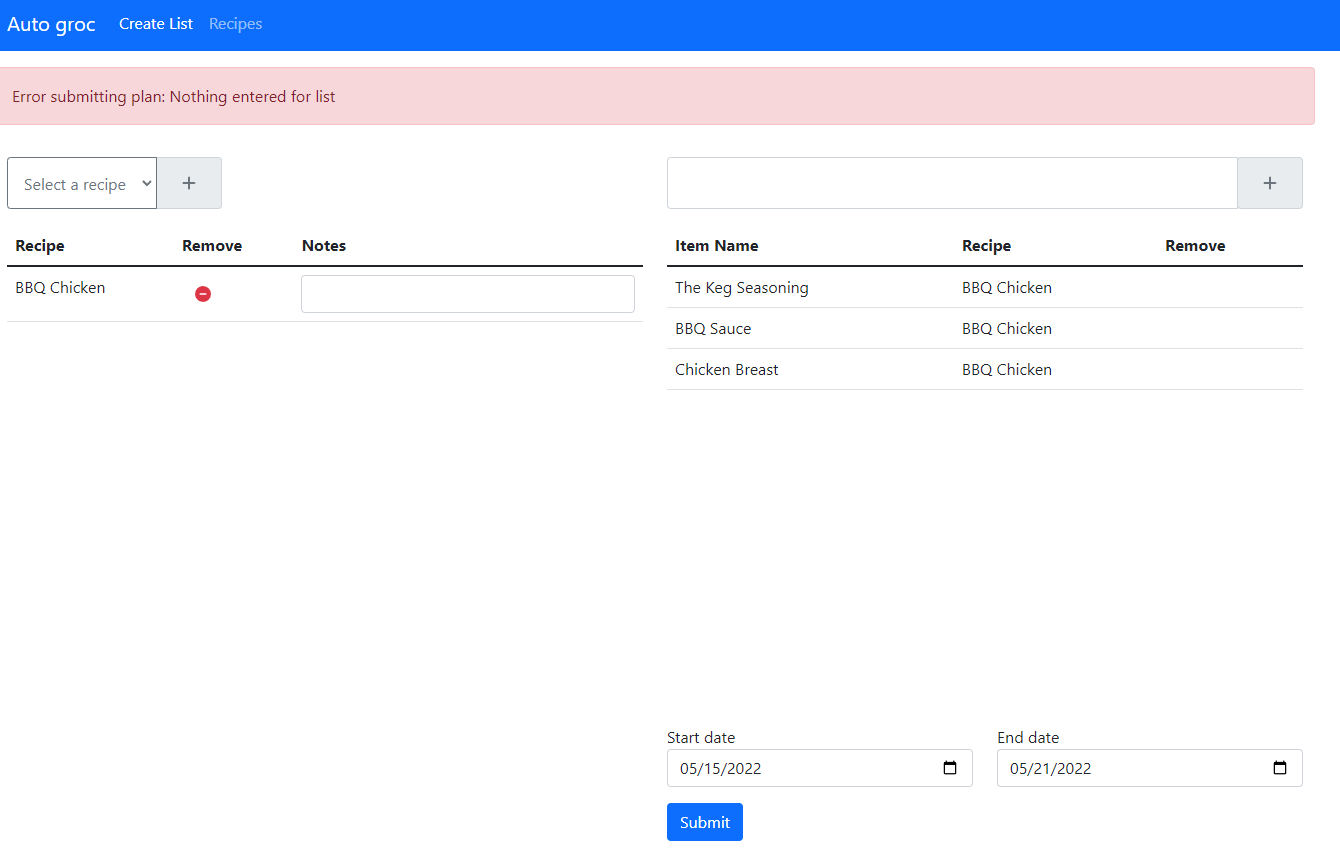 Auto groc Create List Recipes
Error submitting plan: Nothing entered for list
Select a recipe +
+
Recipe Remove Notes
BBQ Chicken
Item Name Recipe Remove
The Keg Seasoning BBQ Chicken
BBQ Sauce BBQ Chicken
Chicken Breast BBQ Chicken
Start date End date
05/15/2022 05/21/2022
Submit